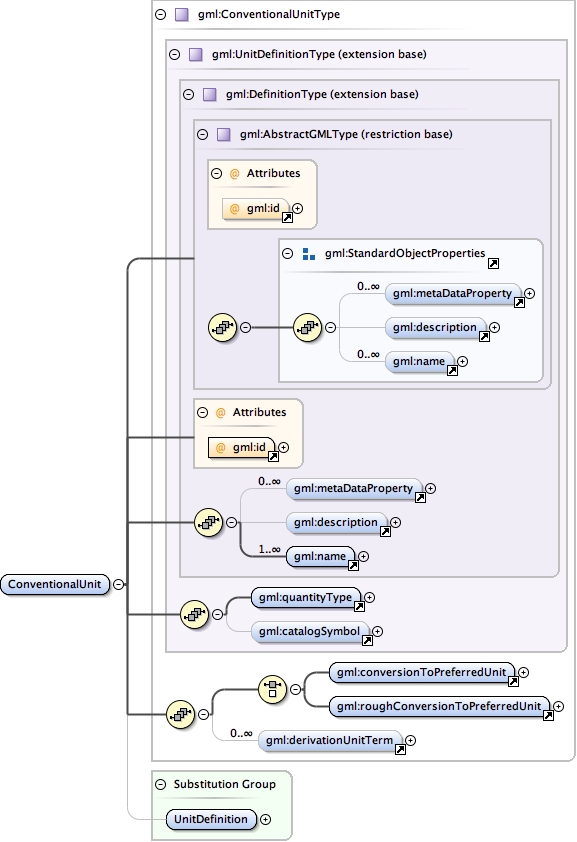 gml:ConventionalUnitType
gml:UnitDefinitionType (extension base)
gml:DefinitionType (extension base)
gml:AbstractGMLType (restriction base)
@ Attributes
@ gml:id
gml:StandardObjectProperties
0..∞
gml:metaDataProperty
gml:description
0..∞
gml:name
@ Attributes
@ gml:id
0..∞
gml:metaDataProperty
gml:description
1..∞
gml:name
ConventionalUnit
gml:quantityType
gml:catalogSymbol
gml:conversionToPreferredUnit
gml:roughConversionToPreferredUnit
0..∞
gml:derivationUnitTerm
Substitution Group
UnitDefinition